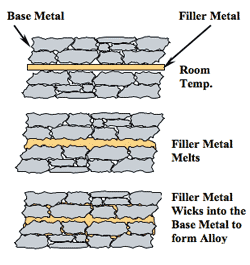 Base Metal
Filler Metal
Room
Temp.
Filler Metal
Melts
Filler Metal
Wicks into the
Base Metal to
form Alloy